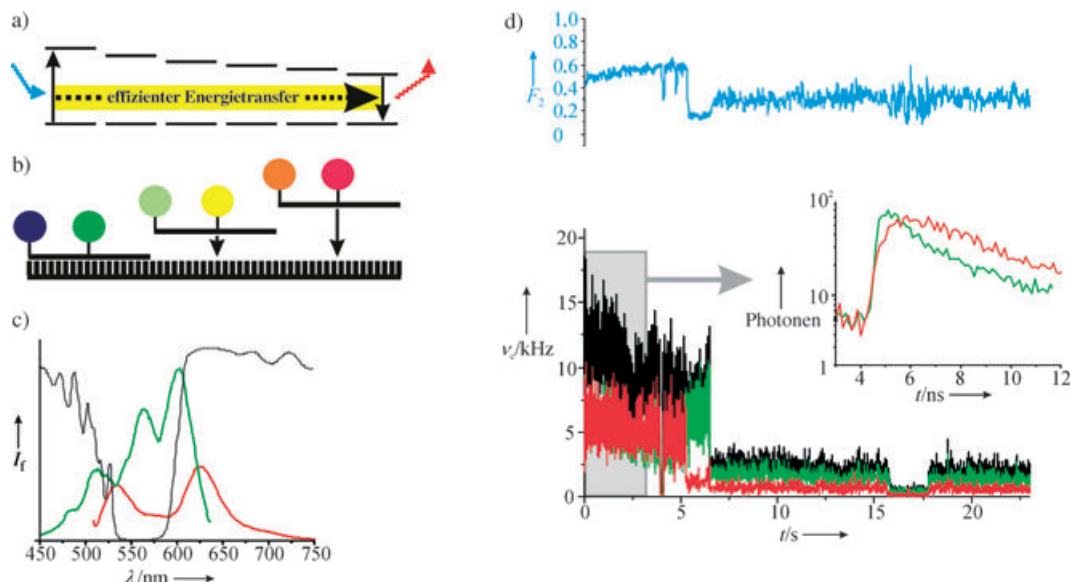 a)
effizienter Energietransfer
b)
c)
I_f
450 500 550 600 650 700 750
λ/nm
d)
1.0
0.8
0.6
F₂
0.4
0.2
0
20
15
ν/kHz
10
5
0
0 5 10 15 20
t/s
10²
Photonen
10
1
4 6 8 10 12
t/ns